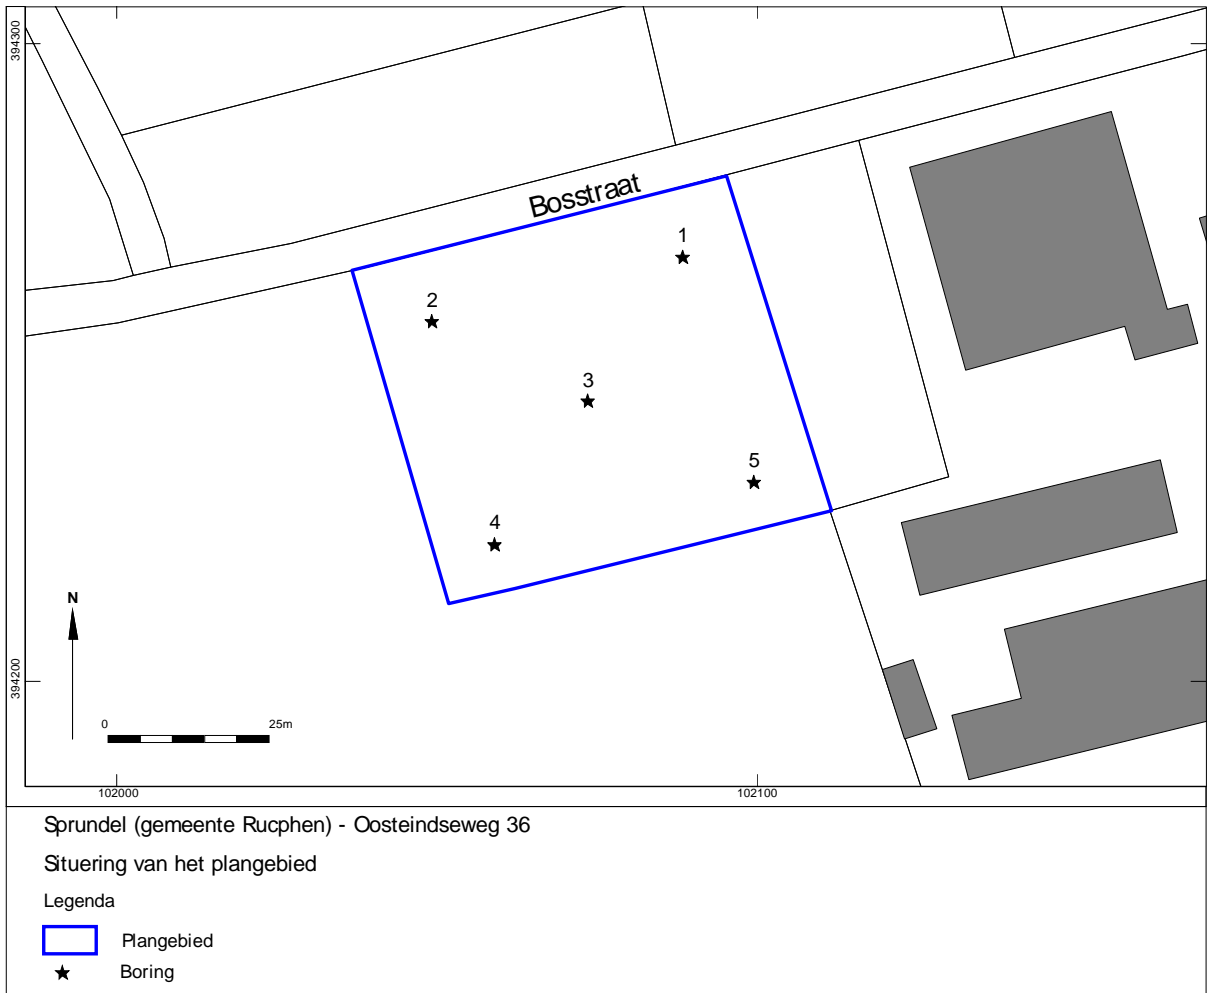 394300
Bosstraat
1
2
3
5
4
394200
N
0 25m
102000 102100
Sprundel (gemeente Rucphen) - Oosteindseweg 36
Situering van het plangebied
Legenda
Plangebied
Boring